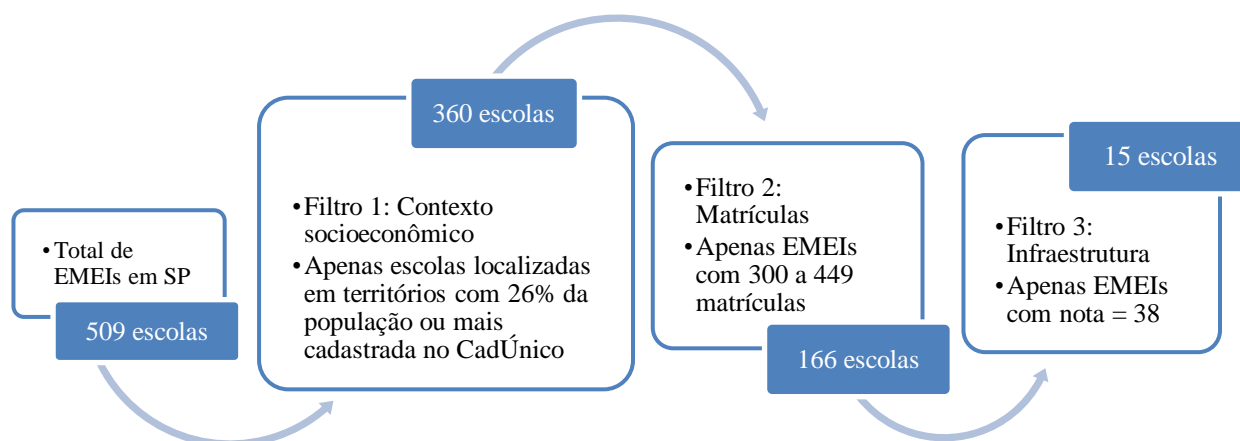 •Total de
EMEIs em SP
509 escolas
360 escolas
•Filtro 1: Contexto
socioeconômico
•Apenas escolas localizadas
em territórios com 26% da
população ou mais
cadastrada no CadÚnico
•Filtro 2:
Matrículas
•Apenas EMEIs
com 300 a 449
matrículas
166 escolas
15 escolas
•Filtro 3:
Infraestrutura
•Apenas EMEIs
com nota = 38